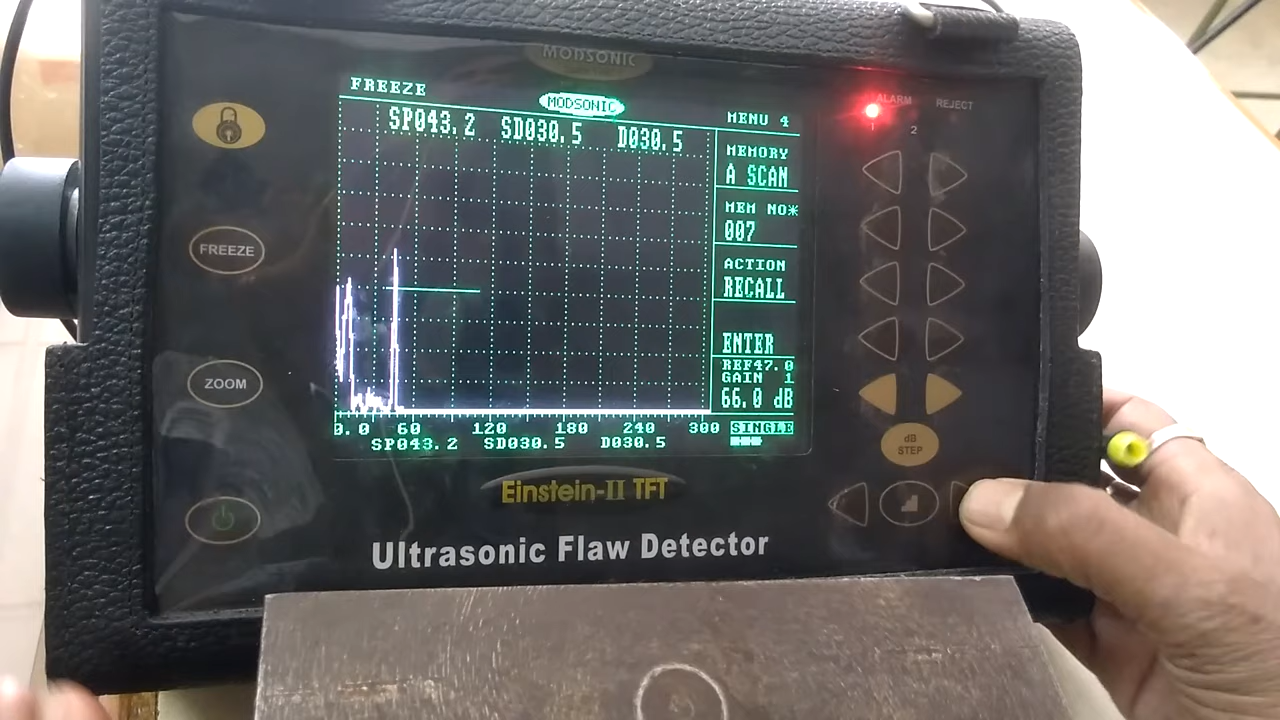 MODSONIC
FREEZE
MODSONIC
MENU 4
SP043.2 SD030.5 D030.5
MEMORY
A SCAN
MEM NO*
007
ACTION
RECALL
ENTER
REF47.0
GAIN 1
66.0 dB
0.0 60 120 180 240 300
SINGLE
SP043.2 SD030.5 D030.5
ALARM REJECT
1 2
FREEZE
ZOOM
dB
STEP
Einstein-II TFT
Ultrasonic Flaw Detector